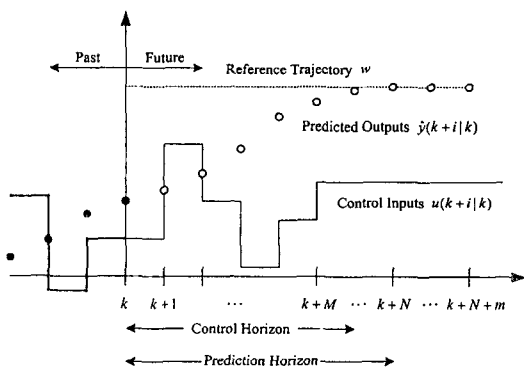 Past
Future
Reference Trajectory w
Predicted Outputs ŷ(k+i|k)
Control Inputs u(k+i|k)
k k+1 ... k+M ... k+N ... k+N+m
Control Horizon
Prediction Horizon